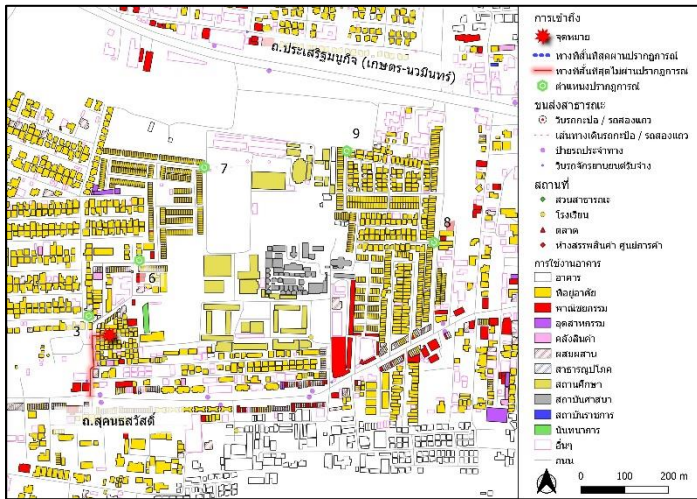 ถ.ประเสริฐมนูกิจ (เกษตร-นวมินทร์)
9
7
8
6
3
ถ.สุคนธสวัสดิ์
การเข้าถึง
จุดหมาย
ทางที่สั้นที่สุดผ่านปรากฏการณ์
ทางที่สั้นที่สุดไม่ผ่านปรากฏการณ์
ตำแหน่งปรากฏการณ์
ขนส่งสาธารณะ
วินรถกะป๊อ / รถสองแถว
เส้นทางเดินรถกะป๊อ / รถสองแถว
ป้ายรถประจำทาง
วินรถจักรยานยนต์รับจ้าง
สถานที่
สวนสาธารณะ
โรงเรียน
ตลาด
ห้างสรรพสินค้า ศูนย์การค้า
การใช้งานอาคาร
อาคาร
ที่อยู่อาศัย
พาณิชยกรรม
อุตสาหกรรม
คลังสินค้า
ผสมผสาน
สาธารณูปโภค
สถานศึกษา
สถาบันศาสนา
สถาบันราชการ
นันทนาการ
อื่นๆ
ถนน
0 100 200 m